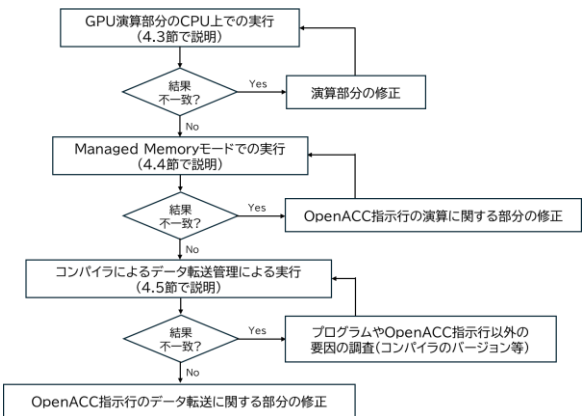 GPU演算部分のCPU上での実行
(4.3節で説明)
結果
不一致?
Yes
演算部分の修正
No
Managed Memoryモードでの実行
(4.4節で説明)
結果
不一致?
Yes
OpenACC指示行の演算に関する部分の修正
No
コンパイラによるデータ転送管理による実行
(4.5節で説明)
結果
不一致?
Yes
プログラムやOpenACC指示行以外の
要因の調査(コンパイラのバージョン等)
No
OpenACC指示行のデータ転送に関する部分の修正